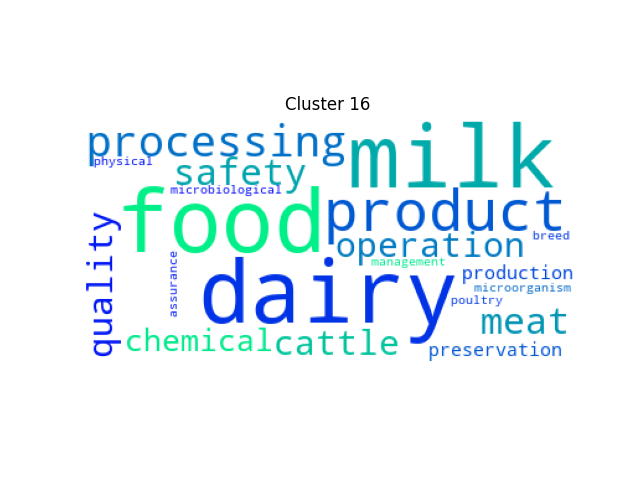 Cluster 16
processing
milk
physical
safety
microbiological
food
product
quality
operation
breed
assurance
management
dairy
production
microorganism
poultry
meat
chemical
cattle
preservation